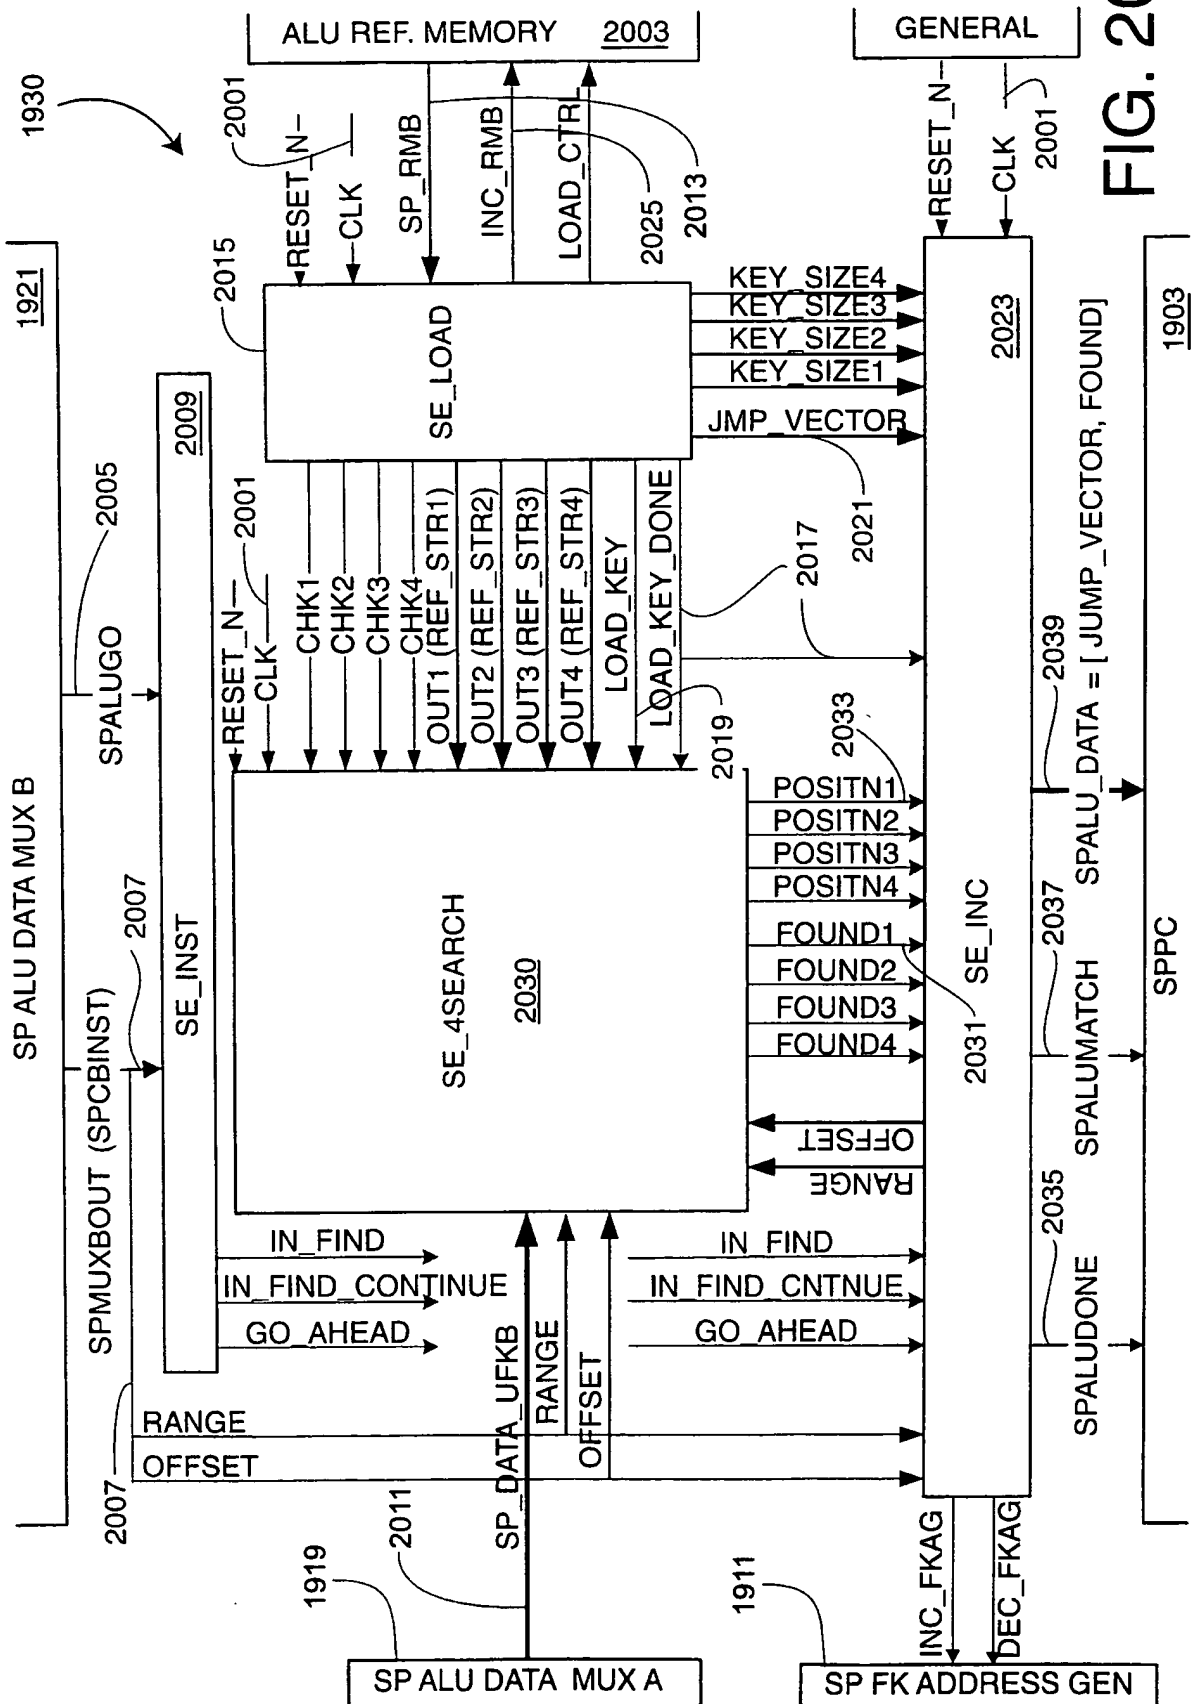 1930
SP ALU DATA MUX B
1921
ALU REF. MEMORY 2003
GENERAL
FIG. 20
2005
SPALUGO
SPMUXBOUT (SPCBINST)
2007
2007
SE_INST
2009
RESET_N
CLK
2001
2015
RESET_N
CLK
2001
SP_RMB
INC_RMB
LOAD_CTRL
2025
2013
SE_LOAD
CHK1
CHK2
CHK3
CHK4
OUT1 (REF_STR1)
OUT2 (REF_STR2)
OUT3 (REF_STR3)
OUT4 (REF_STR4)
LOAD_KEY
LOAD_KEY_DONE
2019
2017
JMP_VECTOR
2021
KEY_SIZE1
KEY_SIZE2
KEY_SIZE3
KEY_SIZE4
RESET_N
CLK
2001
SE_4SEARCH
2030
POSITN1
POSITN2
POSITN3
POSITN4
2033
FOUND1
FOUND2
FOUND3
FOUND4
2031
OFFSET
RANGE
IN_FIND
IN_FIND_CONTINUE
GO_AHEAD
IN_FIND
IN_FIND_CNTNUE
GO_AHEAD
RANGE
OFFSET
RANGE
OFFSET
SP_DATA_UFKB
2011
1919
SP ALU DATA MUX A
SE_INC
2023
INC_FKAG
DEC_FKAG
1911
SP FK ADDRESS GEN
SPALUDONE
2035
SPALUMATCH
2037
SPALU_DATA = [ JUMP_VECTOR, FOUND]
2039
SPPC
1903